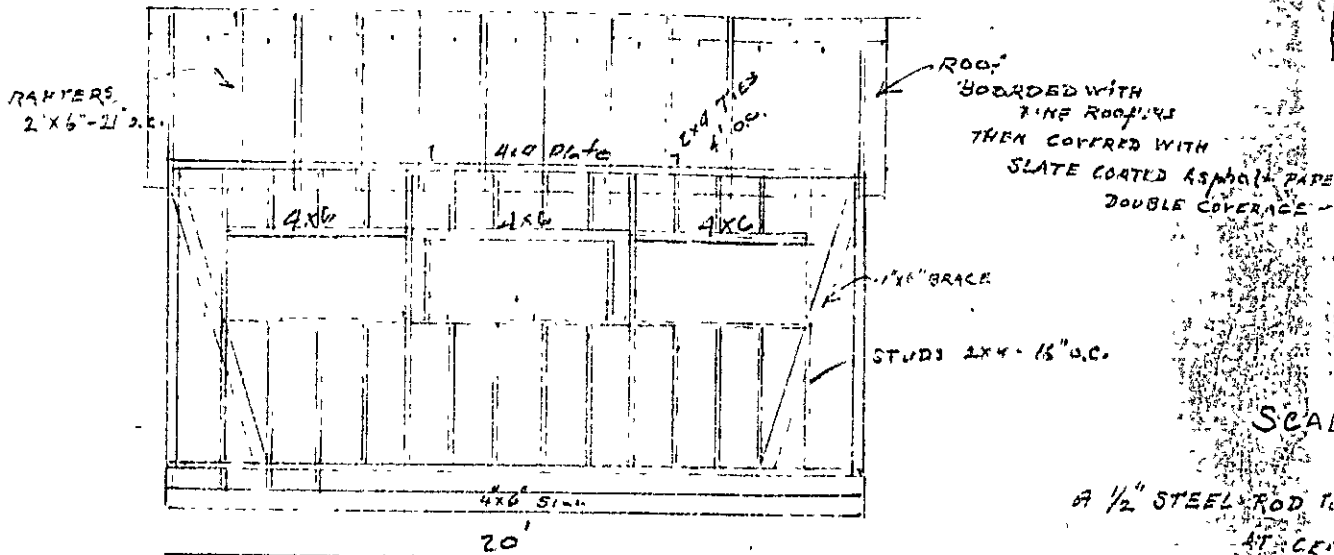 RAFTERS
2"x6"-21" o.c.
ROOF
BOARDED WITH
PINE ROOFING
THEN COVERED WITH
SLATE COATED ASphalt PAPE
DOUBLE COVERAGE -
2x4 TIES
4' O.C.
4x4 Plate
4x6
4x6
4x6
1"x6" BRACE
STUDS 2x4 - 16" O.C.
SCAL
4"x6" Sill
A 1/2" STEEL ROD
20'
AT CE